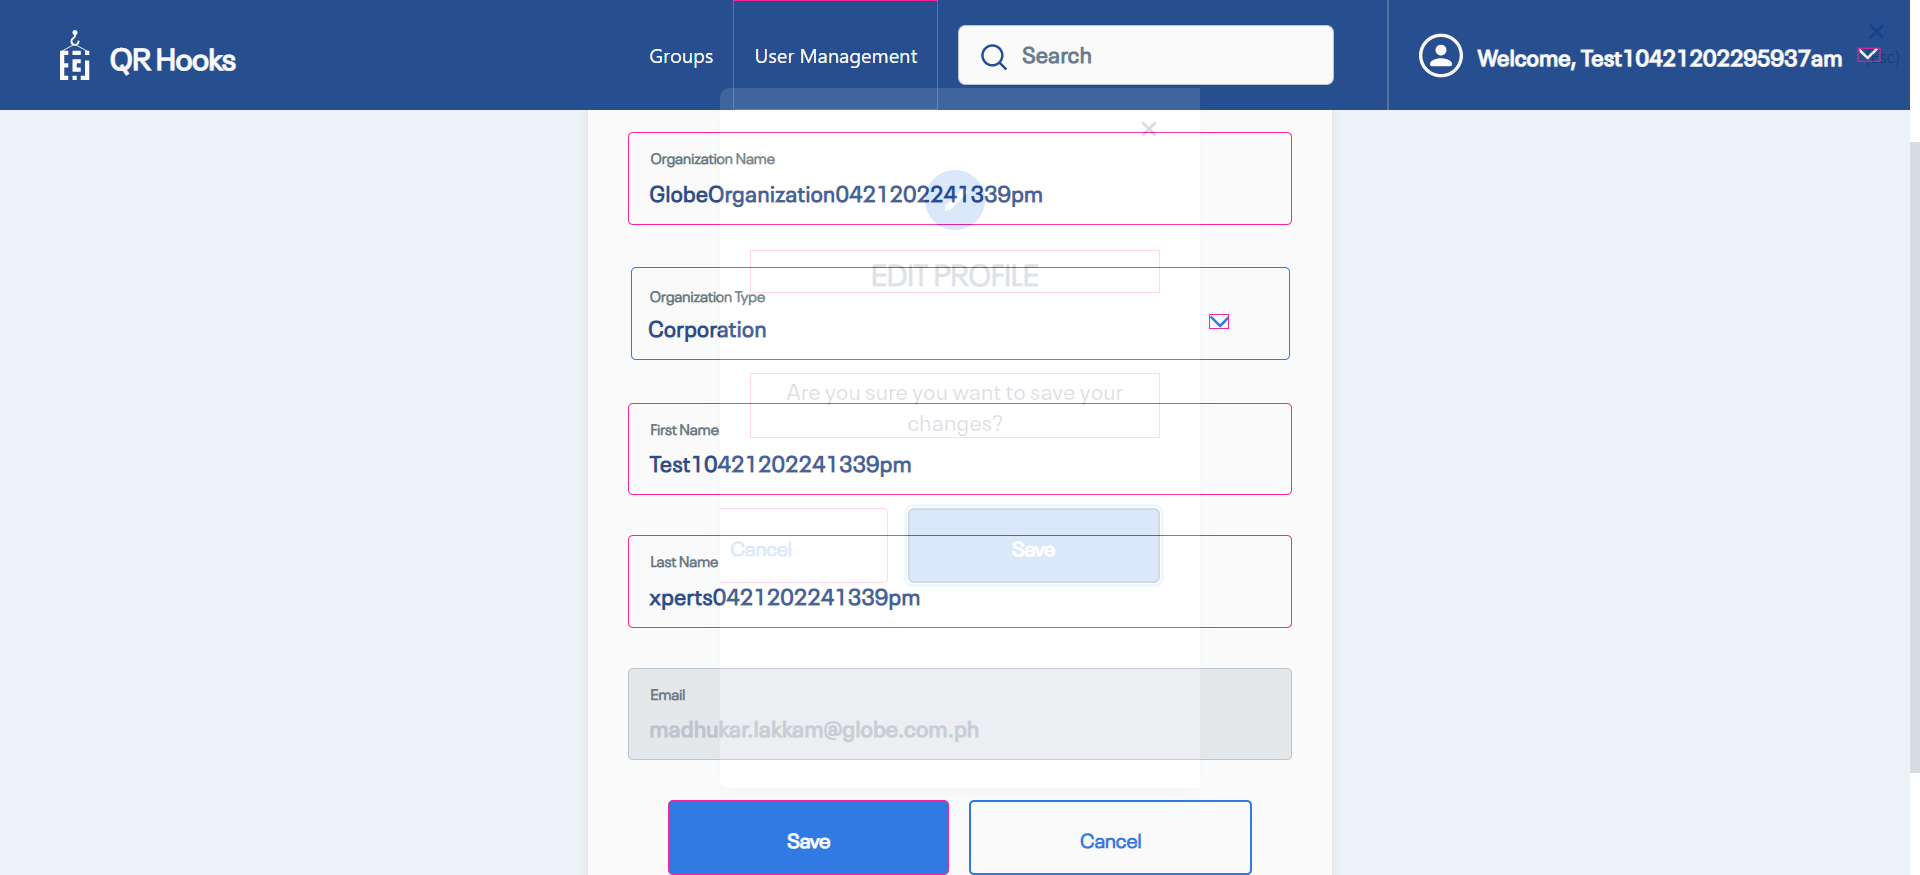 QR Hooks
Groups
User Management
Search
Welcome, Test10421202295937am
Organization Name
GlobeOrganization0421202241339pm
EDIT PROFILE
Organization Type
Corporation
Are you sure you want to save your
changes?
First Name
Test10421202241339pm
Cancel
Save
Last Name
xperts0421202241339pm
Email
madhukar.lakkam@globe.com.ph
Save
Cancel